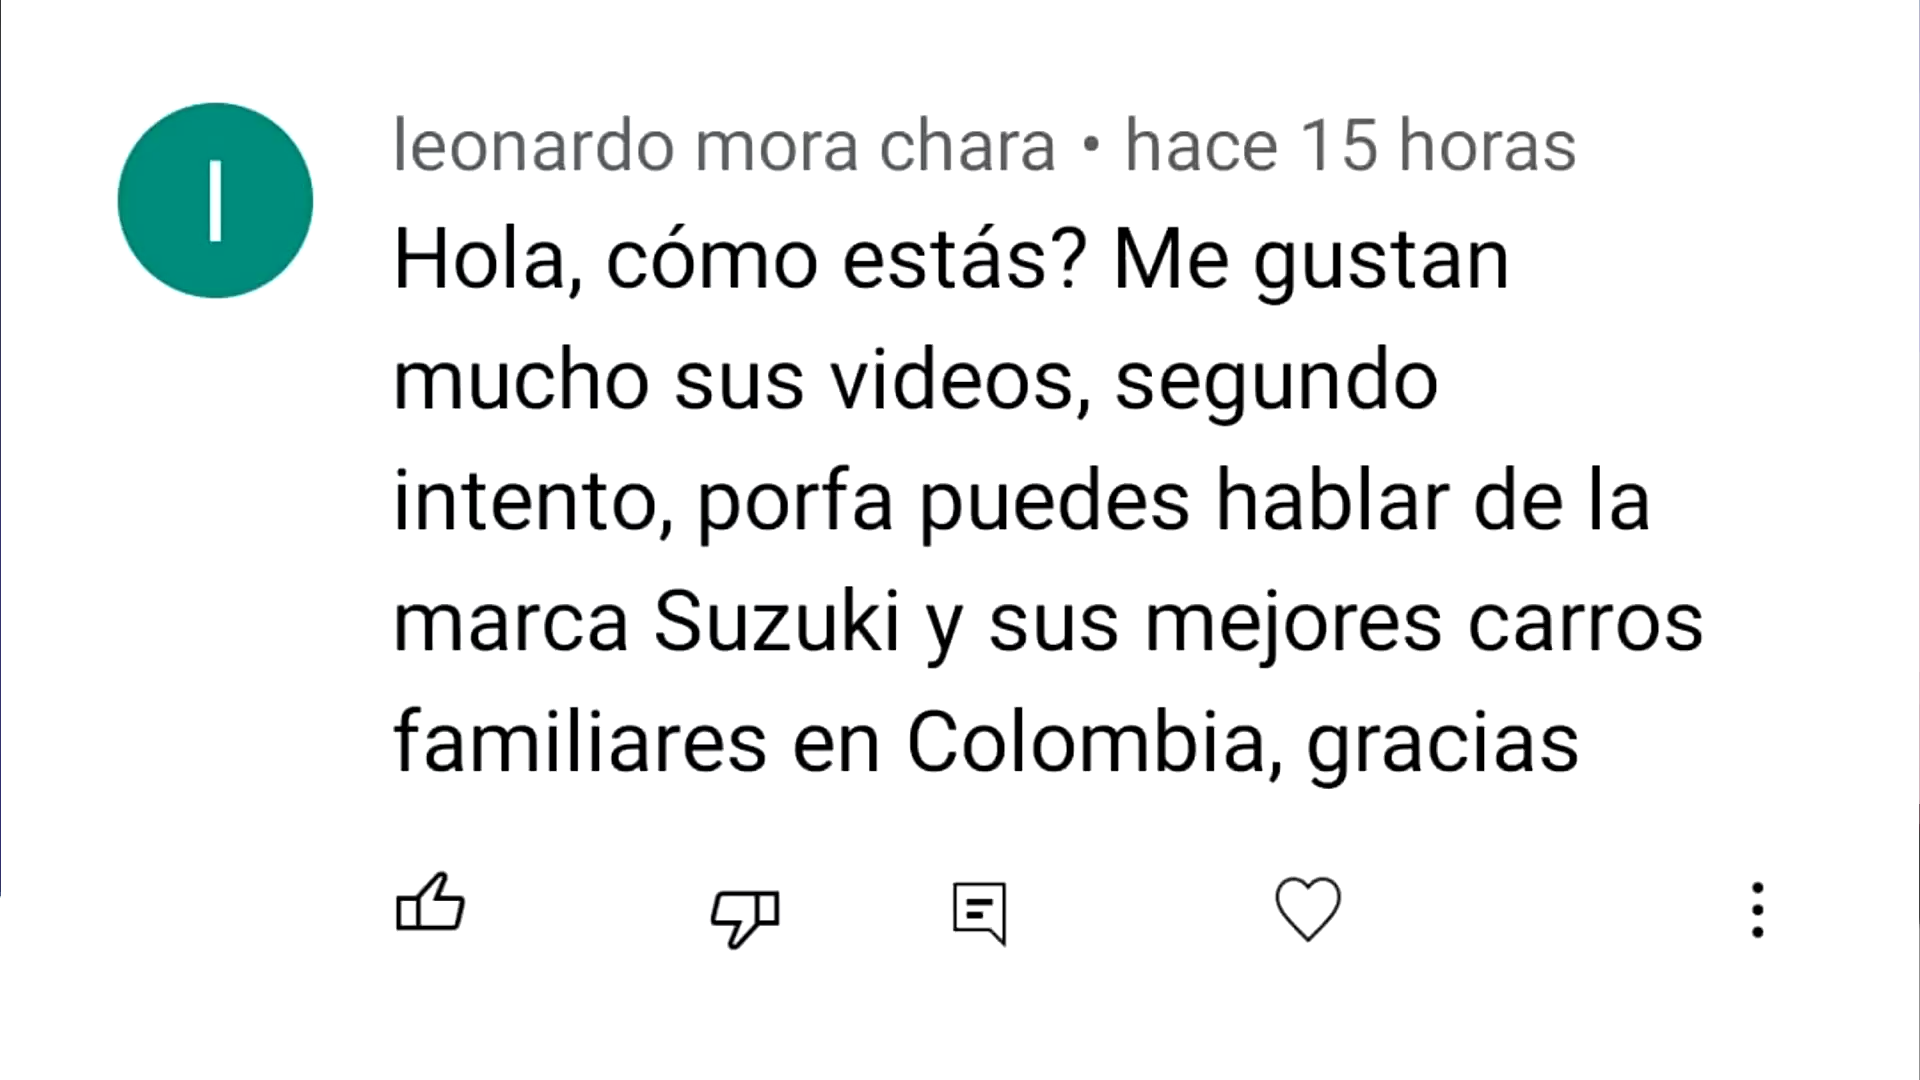 l
leonardo mora chara • hace 15 horas
Hola, cómo estás? Me gustan
mucho sus videos, segundo
intento, porfa puedes hablar de la
marca Suzuki y sus mejores carros
familiares en Colombia, gracias